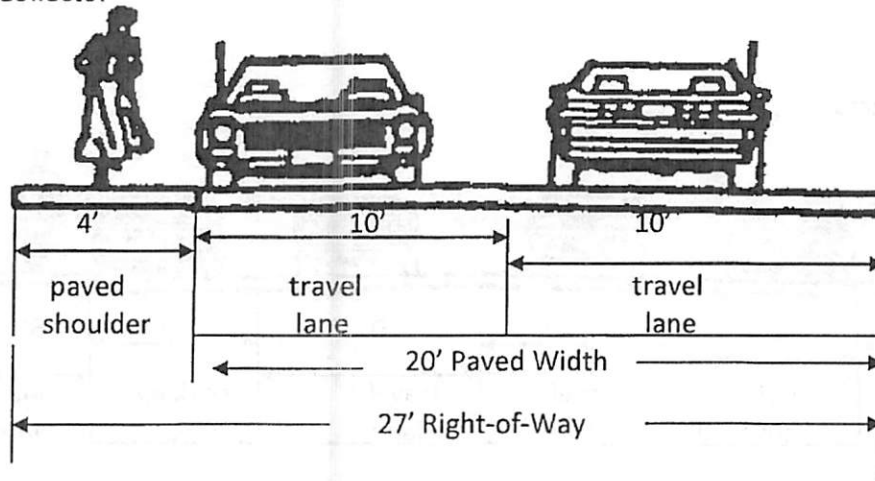 4' 10' 10'
paved travel travel
shoulder lane lane
20' Paved Width
27' Right-of-Way